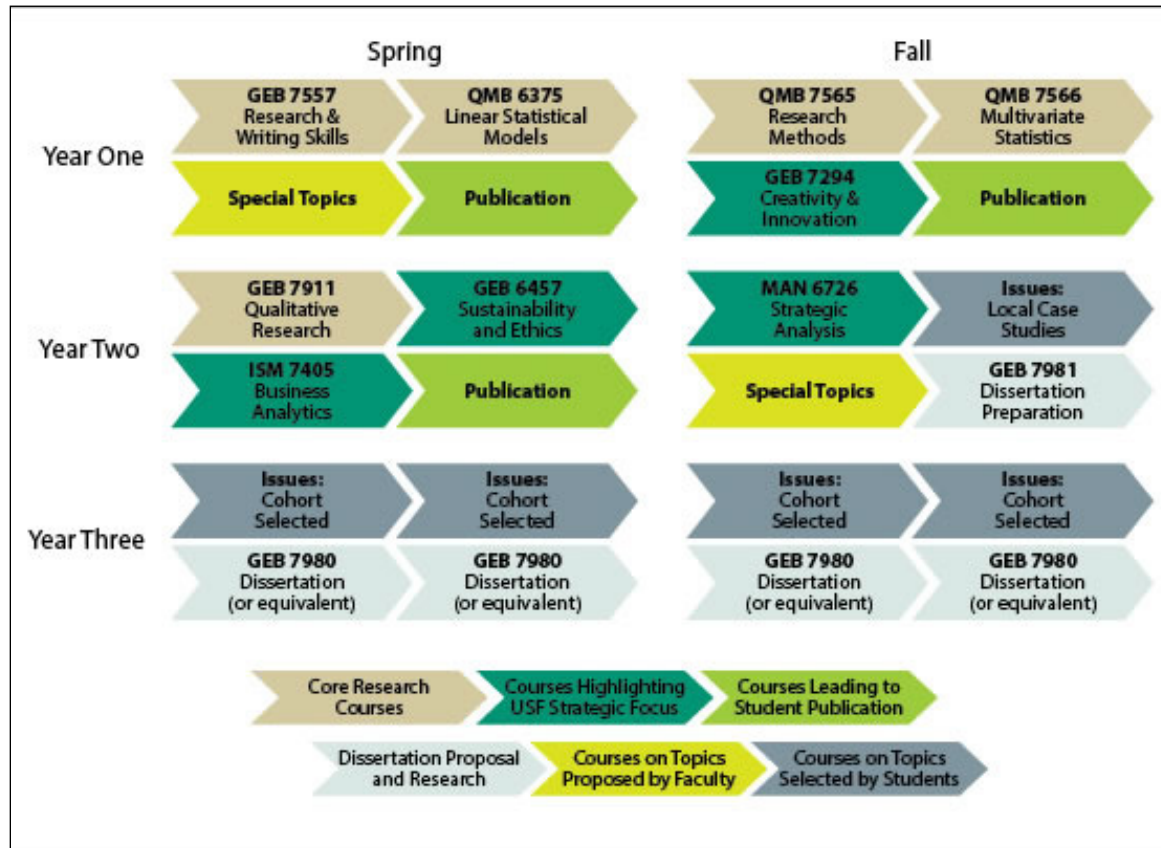 Spring
Fall
Year One
GEB 7557
Research &
Writing Skills
QMB 6375
Linear Statistical
Models
QMB 7565
Research
Methods
QMB 7566
Multivariate
Statistics
Special Topics
Publication
GEB 7294
Creativity &
Innovation
Publication
Year Two
GEB 7911
Qualitative
Research
GEB 6457
Sustainability
and Ethics
MAN 6726
Strategic
Analysis
Issues:
Local Case
Studies
ISM 7405
Business
Analytics
Publication
Special Topics
GEB 7981
Dissertation
Preparation
Year Three
Issues:
Cohort
Selected
Issues:
Cohort
Selected
Issues:
Cohort
Selected
Issues:
Cohort
Selected
GEB 7980
Dissertation
(or equivalent)
GEB 7980
Dissertation
(or equivalent)
GEB 7980
Dissertation
(or equivalent)
GEB 7980
Dissertation
(or equivalent)
Core Research
Courses
Courses Highlighting
USF Strategic Focus
Courses Leading to
Student Publication
Dissertation Proposal
and Research
Courses on Topics
Proposed by Faculty
Courses on Topics
Selected by Students